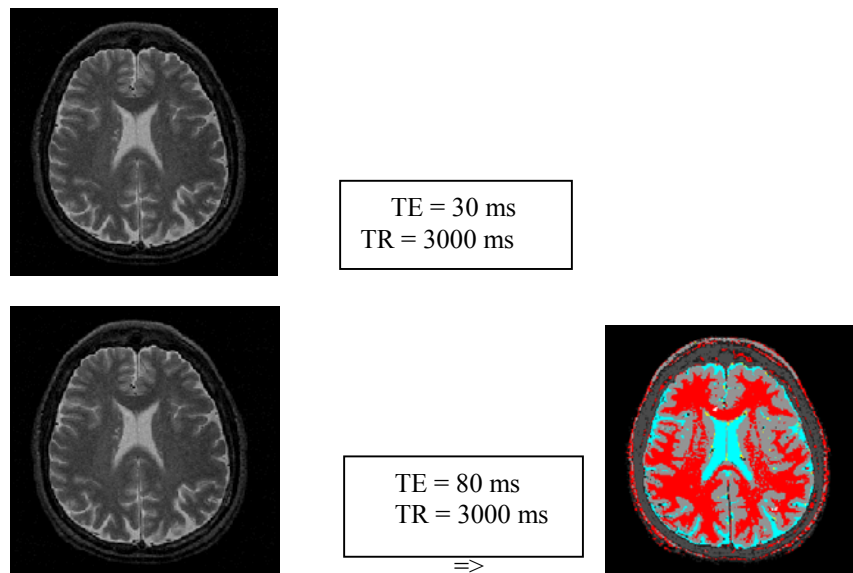 TE = 30 ms
TR = 3000 ms
TE = 80 ms
TR = 3000 ms
=>